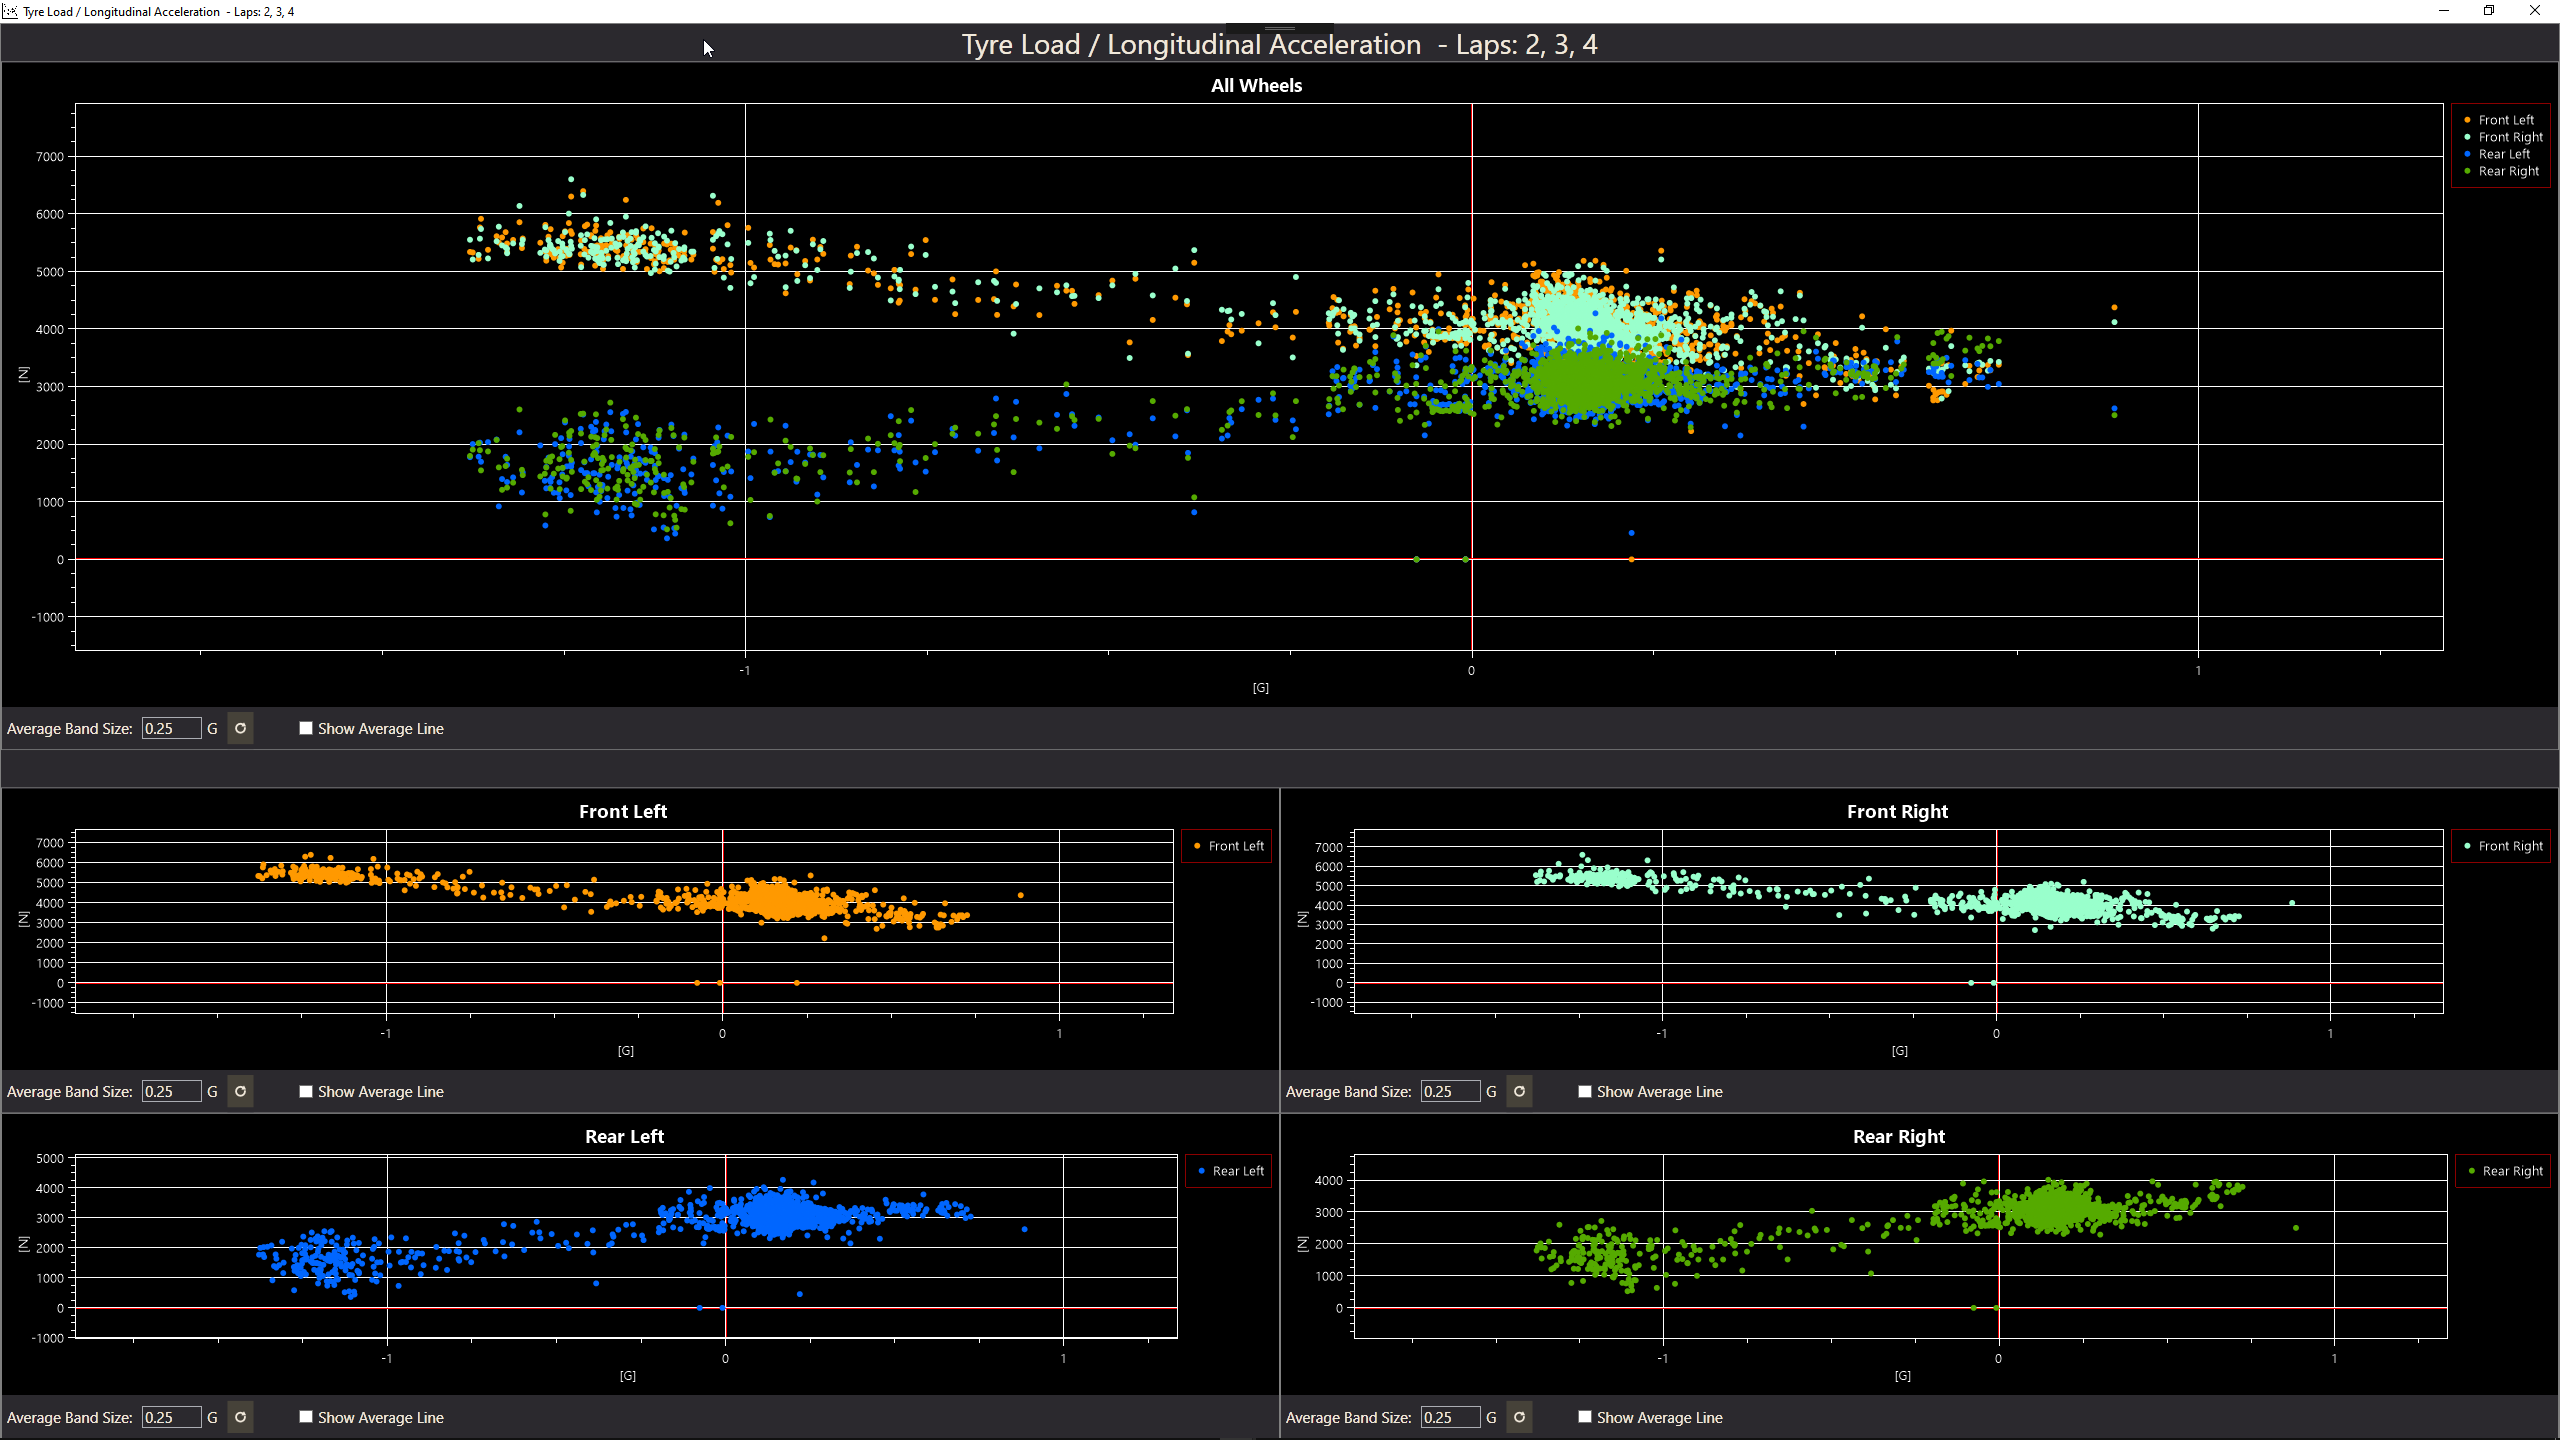 Tyre Load / Longitudinal Acceleration - Laps: 2, 3, 4
Tyre Load / Longitudinal Acceleration - Laps: 2, 3, 4
All Wheels
7000
6000
5000
4000
3000
2000
1000
0
-1000
[N]
-1 0 1
[G]
Front Left
Front Right
Rear Left
Rear Right
Average Band Size: 0.25 G Show Average Line
Front Left
7000
6000
5000
4000
3000
2000
1000
0
-1000
[N]
-1 0 1
[G]
Front Left
Average Band Size: 0.25 G Show Average Line
Front Right
7000
6000
5000
4000
3000
2000
1000
0
-1000
[N]
-1 0 1
[G]
Front Right
Average Band Size: 0.25 G Show Average Line
Rear Left
5000
4000
3000
2000
1000
0
-1000
[N]
-1 0 1
[G]
Rear Left
Average Band Size: 0.25 G Show Average Line
Rear Right
4000
3000
2000
1000
0
[N]
-1 0 1
[G]
Rear Right
Average Band Size: 0.25 G Show Average Line